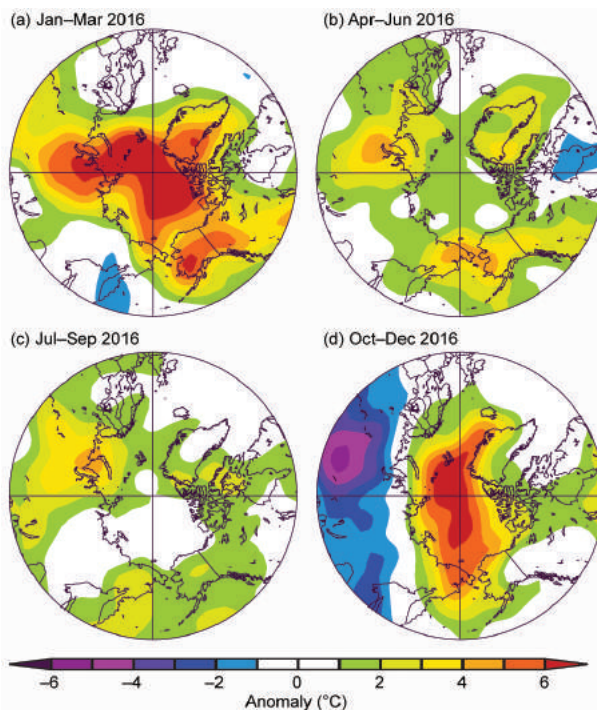 (a) Jan–Mar 2016
(b) Apr–Jun 2016
(c) Jul–Sep 2016
(d) Oct–Dec 2016
−6 −4 −2 0 2 4 6
Anomaly (°C)